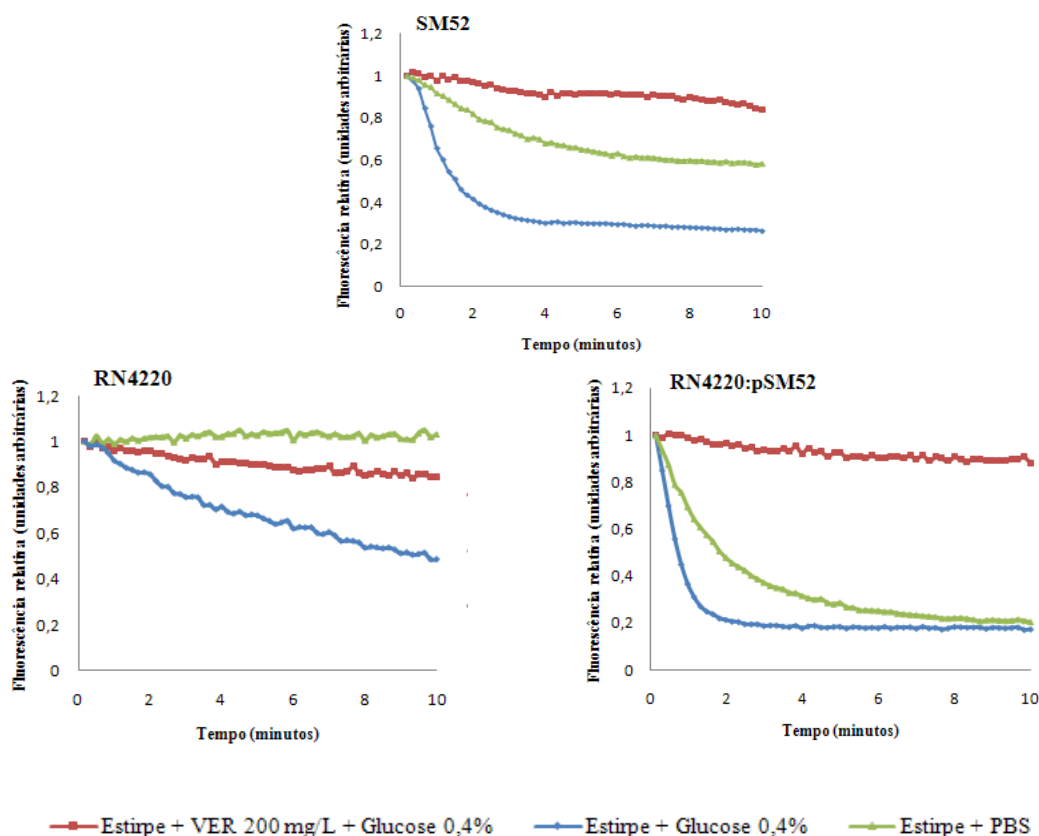 SM52
Fluorescência relativa (unidades arbitrárias)
1,2
1
0,8
0,6
0,4
0,2
0
0 2 4 6 8 10
Tempo (minutos)
RN4220
Fluorescência relativa (unidades arbitrárias)
1,2
1
0,8
0,6
0,4
0,2
0
0 2 4 6 8 10
Tempo (minutos)
RN4220:pSM52
Fluorescência relativa (unidades arbitrárias)
1,2
1
0,8
0,6
0,4
0,2
0
0 2 4 6 8 10
Tempo (minutos)
Estirpe + VER 200 mg/L + Glucose 0,4% Estirpe + Glucose 0,4% Estirpe + PBS